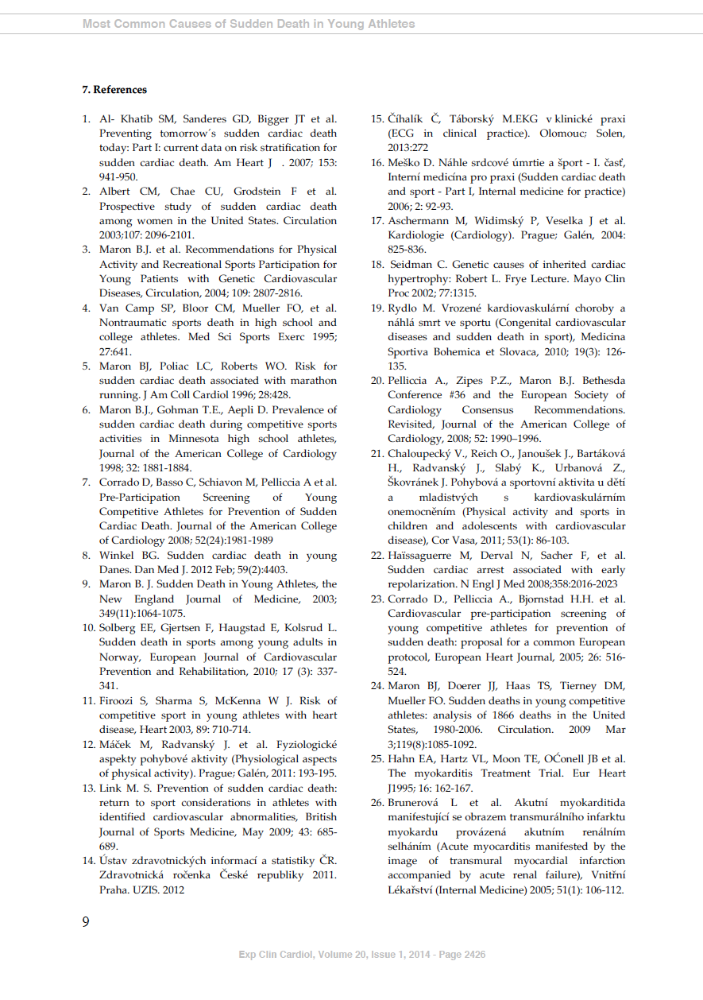 Most Common Causes of Sudden Death in Young Athletes
7. References
1. Al- Khatib SM, Sanderes GD, Bigger JT et al.
Preventing tomorrow´s sudden cardiac death
today: Part I: current data on risk stratification for
sudden cardiac death. Am Heart J . 2007; 153:
941-950.
2. Albert CM, Chae CU, Grodstein F et al.
Prospective study of sudden cardiac death
among women in the United States. Circulation
2003;107: 2096-2101.
3. Maron B.J. et al. Recommendations for Physical
Activity and Recreational Sports Participation for
Young Patients with Genetic Cardiovascular
Diseases, Circulation, 2004; 109: 2807-2816.
4. Van Camp SP, Bloor CM, Mueller FO, et al.
Nontraumatic sports death in high school and
college athletes. Med Sci Sports Exerc 1995;
27:641.
5. Maron BJ, Poliac LC, Roberts WO. Risk for
sudden cardiac death associated with marathon
running. J Am Coll Cardiol 1996; 28:428.
6. Maron B.J., Gohman T.E., Aepli D. Prevalence of
sudden cardiac death during competitive sports
activities in Minnesota high school athletes,
Journal of the American College of Cardiology
1998; 32: 1881-1884.
7. Corrado D, Basso C, Schiavon M, Pelliccia A et al.
Pre-Participation Screening of Young
Competitive Athletes for Prevention of Sudden
Cardiac Death. Journal of the American College
of Cardiology 2008; 52(24):1981-1989
8. Winkel BG. Sudden cardiac death in young
Danes. Dan Med J. 2012 Feb; 59(2):4403.
9. Maron B. J. Sudden Death in Young Athletes, the
New England Journal of Medicine, 2003;
349(11):1064-1075.
10. Solberg EE, Gjertsen F, Haugstad E, Kolsrud L.
Sudden death in sports among young adults in
Norway, European Journal of Cardiovascular
Prevention and Rehabilitation, 2010; 17 (3): 337-
341.
11. Firoozi S, Sharma S, McKenna W J. Risk of
competitive sport in young athletes with heart
disease, Heart 2003, 89: 710-714.
12. Máček M, Radvanský J. et al. Fyziologické
aspekty pohybové aktivity (Physiological aspects
of physical activity). Prague; Galén, 2011: 193-195.
13. Link M. S. Prevention of sudden cardiac death:
return to sport considerations in athletes with
identified cardiovascular abnormalities, British
Journal of Sports Medicine, May 2009; 43: 685-
689.
14. Ústav zdravotnických informací a statistiky ČR.
Zdravotnická ročenka České republiky 2011.
Praha. UZIS. 2012
15. Číhalík Č, Táborský M.EKG v klinické praxi
(ECG in clinical practice). Olomouc; Solen,
2013:272
16. Meško D. Náhle srdcové úmrtie a šport - I. časť,
Interní medicína pro praxi (Sudden cardiac death
and sport - Part I, Internal medicine for practice)
2006; 2: 92-93.
17. Aschermann M, Widimský P, Veselka J et al.
Kardiologie (Cardiology). Prague; Galén, 2004:
825-836.
18. Seidman C. Genetic causes of inherited cardiac
hypertrophy: Robert L. Frye Lecture. Mayo Clin
Proc 2002; 77:1315.
19. Rydlo M. Vrozené kardiovaskulární choroby a
náhlá smrt ve sportu (Congenital cardiovascular
diseases and sudden death in sport), Medicina
Sportiva Bohemica et Slovaca, 2010; 19(3): 126-
135.
20. Pelliccia A., Zipes P.Z., Maron B.J. Bethesda
Conference #36 and the European Society of
Cardiology Consensus Recommendations.
Revisited, Journal of the American College of
Cardiology, 2008; 52: 1990–1996.
21. Chaloupecký V., Reich O., Janoušek J., Bartáková
H., Radvanský J., Slabý K., Urbanová Z.,
Škovránek J. Pohybová a sportovní aktivita u dětí
a mladistvých s kardiovaskulárním
onemocněním (Physical activity and sports in
children and adolescents with cardiovascular
disease), Cor Vasa, 2011; 53(1): 86-103.
22. Haïssaguerre M, Derval N, Sacher F, et al.
Sudden cardiac arrest associated with early
repolarization. N Engl J Med 2008;358:2016-2023
23. Corrado D., Pelliccia A., Bjornstad H.H. et al.
Cardiovascular pre-participation screening of
young competitive athletes for prevention of
sudden death: proposal for a common European
protocol, European Heart Journal, 2005; 26: 516-
524.
24. Maron BJ, Doerer JJ, Haas TS, Tierney DM,
Mueller FO. Sudden deaths in young competitive
athletes: analysis of 1866 deaths in the United
States, 1980-2006. Circulation. 2009 Mar
3;119(8):1085-1092.
25. Hahn EA, Hartz VL, Moon TE, OĆonell JB et al.
The myokarditis Treatment Trial. Eur Heart
J1995; 16: 162-167.
26. Brunerová L et al. Akutní myokarditida
manifestující se obrazem transmurálního infarktu
myokardu provázená akutním renálním
selháním (Acute myocarditis manifested by the
image of transmural myocardial infarction
accompanied by acute renal failure), Vnitřní
Lékařství (Internal Medicine) 2005; 51(1): 106-112.
9
Exp Clin Cardiol, Volume 20, Issue 1, 2014 - Page 2426